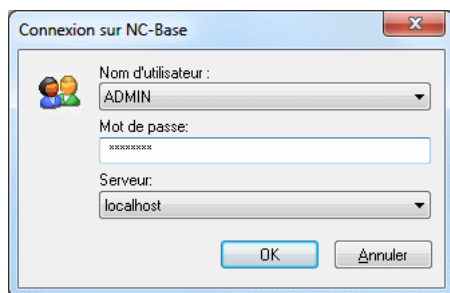 Connexion sur NC-Base
Nom d'utilisateur :
ADMIN
Mot de passe:
********
Serveur:
localhost
OK
Annuler